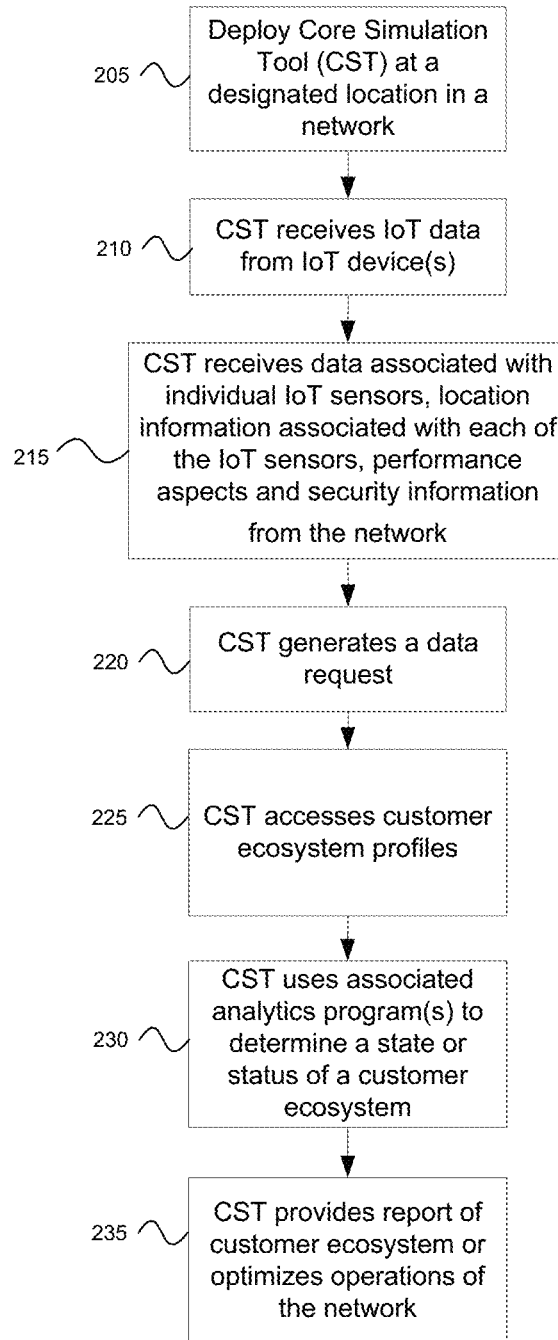 205
Deploy Core Simulation
Tool (CST) at a
designated location in a
network
210
CST receives IoT data
from IoT device(s)
215
CST receives data associated with
individual IoT sensors, location
information associated with each of
the IoT sensors, performance
aspects and security information
from the network
220
CST generates a data
request
225
CST accesses customer
ecosystem profiles
230
CST uses associated
analytics program(s) to
determine a state or
status of a customer
ecosystem
235
CST provides report of
customer ecosystem or
optimizes operations of
the network